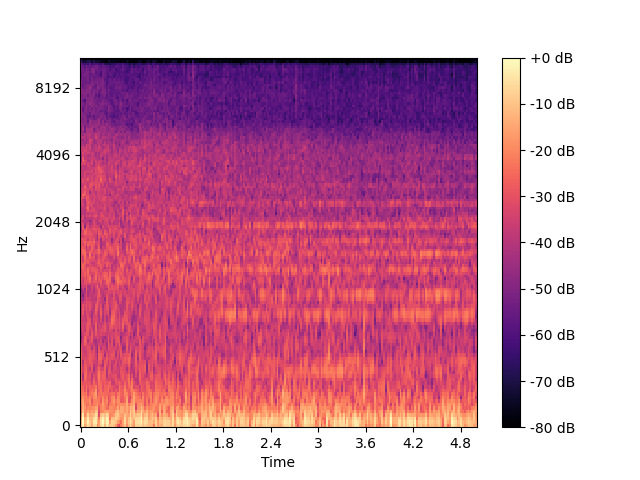 8192
4096
2048
1024
512
0
Hz
0 0.6 1.2 1.8 2.4 3 3.6 4.2 4.8
Time
+0 dB
-10 dB
-20 dB
-30 dB
-40 dB
-50 dB
-60 dB
-70 dB
-80 dB